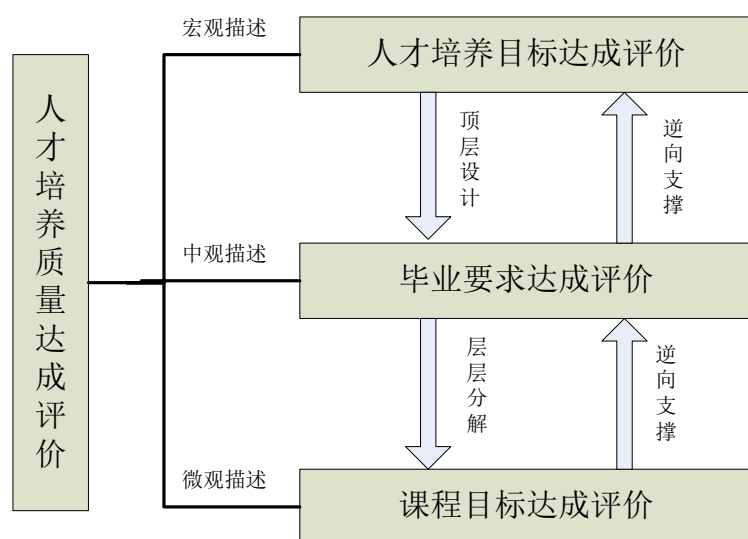 人才培养质量达成评价
宏观描述
人才培养目标达成评价
顶层设计
逆向支撑
中观描述
毕业要求达成评价
层层分解
逆向支撑
微观描述
课程目标达成评价